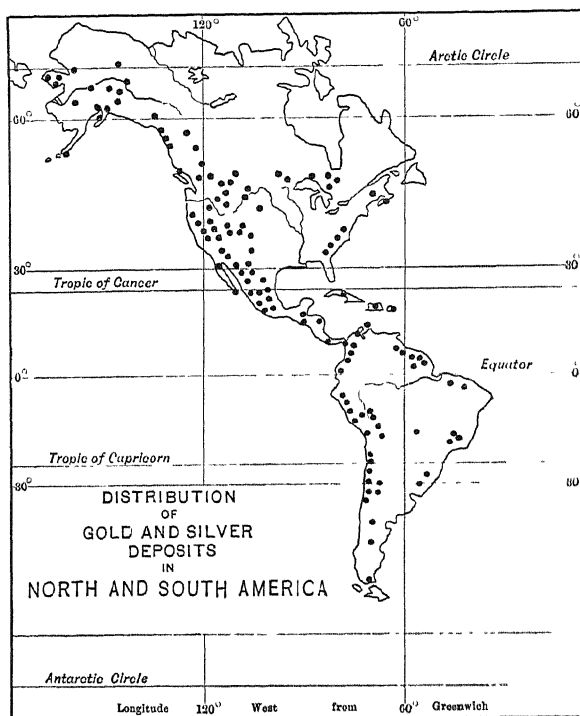 120° 60°
Arctic Circle
60° 60°
30° 30°
Tropic of Cancer
Equator
0° 0
Tropic of Capricorn
30° 30
DISTRIBUTION
OF
GOLD AND SILVER
DEPOSITS
IN
NORTH AND SOUTH AMERICA
Antarctic Circle
Longitude 120° West from 60° Greenwich